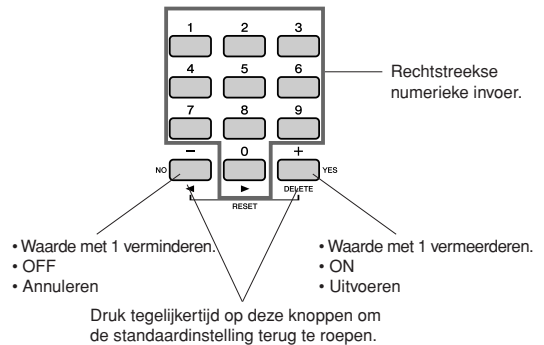 1 2 3
4 5 6
Rechtstreekse
numerieke invoer.
7 8 9
− 0 +
NO YES
◄ ► DELETE
RESET
• Waarde met 1 verminderen.
• OFF
• Annuleren
• Waarde met 1 vermeerderen.
• ON
• Uitvoeren
Druk tegelijkertijd op deze knoppen om
de standaardinstelling terug te roepen.